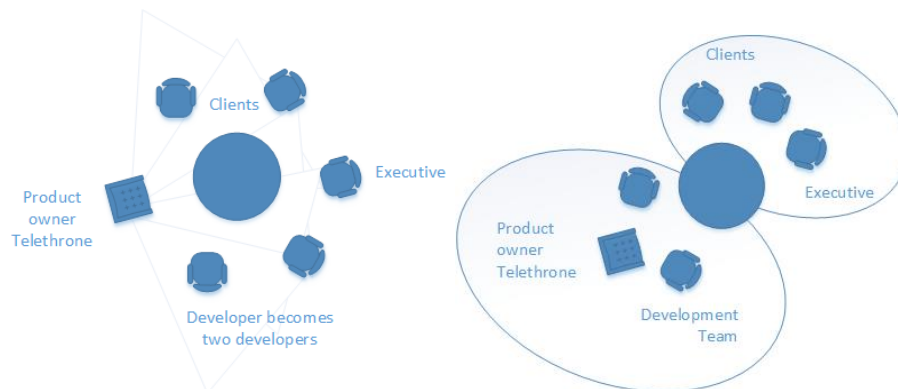 Clients
Executive
Product
owner
Telethrone
Developer becomes
two developers
Clients
Executive
Product
owner
Telethrone
Development
Team